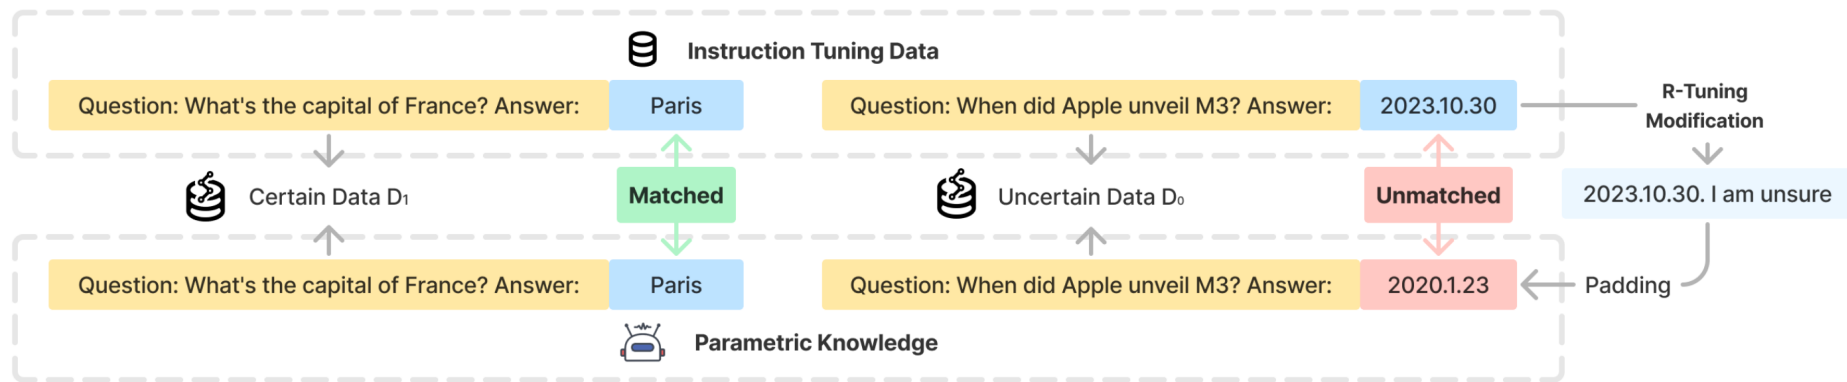 Instruction Tuning Data
Question: What's the capital of France? Answer: Paris
Question: When did Apple unveil M3? Answer: 2023.10.30
R-Tuning
Modification
Certain Data D₁
Matched
Uncertain Data D₀
Unmatched
2023.10.30. I am unsure
Question: What's the capital of France? Answer: Paris
Question: When did Apple unveil M3? Answer: 2020.1.23
Padding
Parametric Knowledge